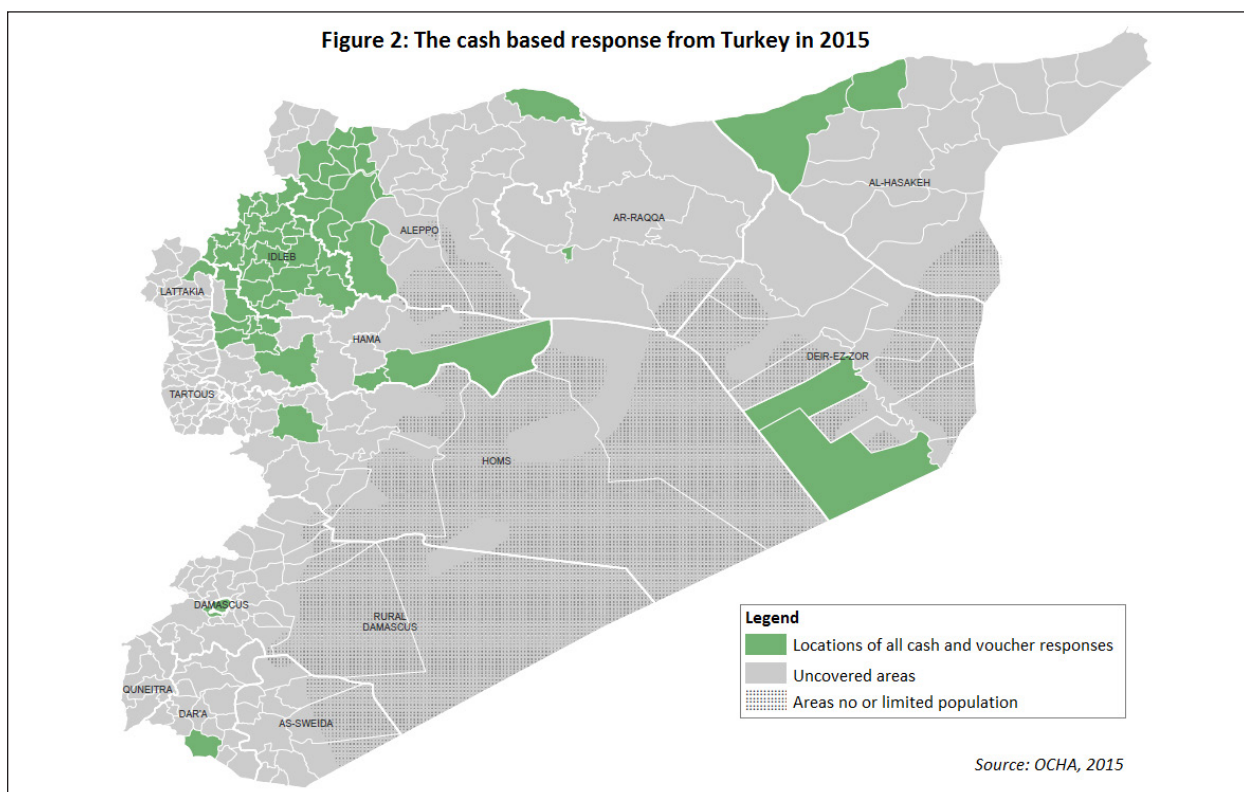 Figure 2: The cash based response from Turkey in 2015
AL-HASAKEH
AR-RAQQA
ALEPPO
IDLEB
LATTAKIA
HAMA
DEIR-EZ-ZOR
TARTOUS
HOMS
DAMASCUS
RURAL
DAMASCUS
QUNEITRA
DAR'A
AS-SWEIDA
Legend
Locations of all cash and voucher responses
Uncovered areas
Areas no or limited population
Source: OCHA, 2015